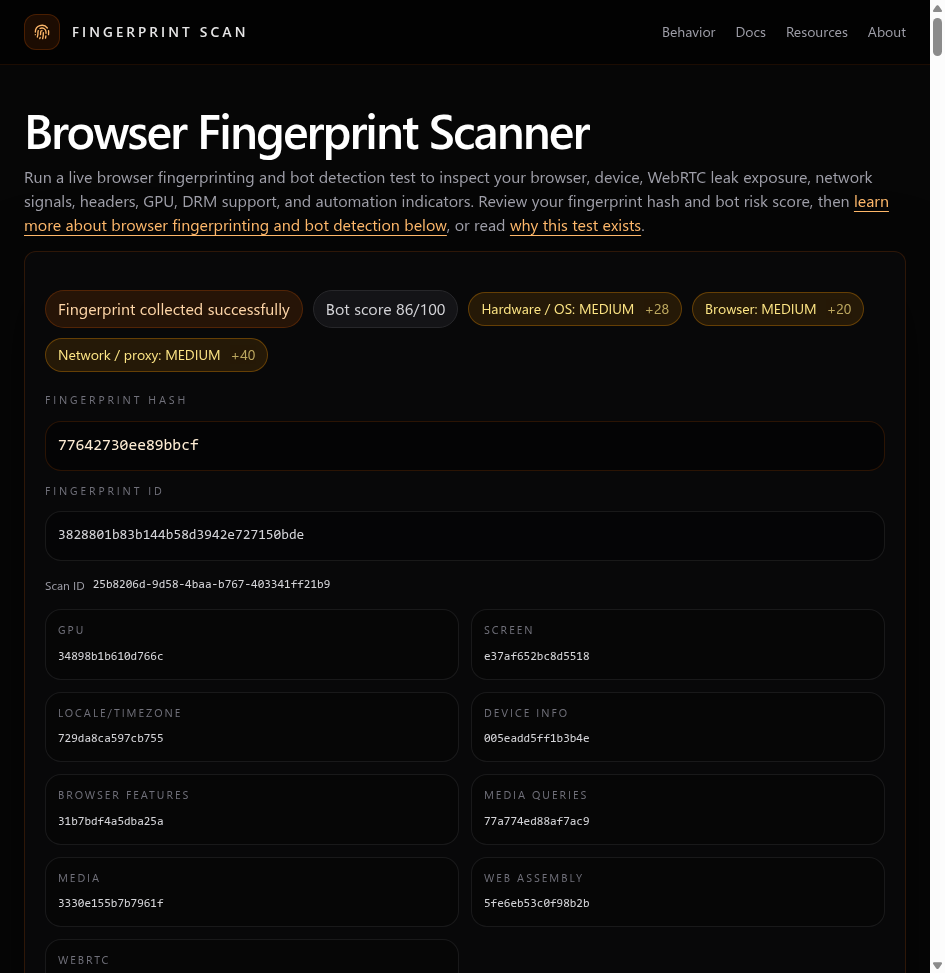 FINGERPRINT SCAN
Behavior Docs Resources About
Browser Fingerprint Scanner
Run a live browser fingerprinting and bot detection test to inspect your browser, device, WebRTC leak exposure, network
signals, headers, GPU, DRM support, and automation indicators. Review your fingerprint hash and bot risk score, then learn
more about browser fingerprinting and bot detection below, or read why this test exists.
Fingerprint collected successfully Bot score 86/100 Hardware / OS: MEDIUM +28 Browser: MEDIUM +20
Network / proxy: MEDIUM +40
FINGERPRINT HASH
77642730ee89bbcf
FINGERPRINT ID
3828801b83b144b58d3942e727150bde
Scan ID 25b8206d-9d58-4baa-b767-403341ff21b9
GPU
34898b1b610d766c
SCREEN
e37af652bc8d5518
LOCALE/TIMEZONE
729da8ca597cb755
DEVICE INFO
005eadd5ff1b3b4e
BROWSER FEATURES
31b7bdf4a5dba25a
MEDIA QUERIES
77a774ed88af7ac9
MEDIA
3330e155b7b7961f
WEB ASSEMBLY
5fe6eb53c0f98b2b
WEBRTC